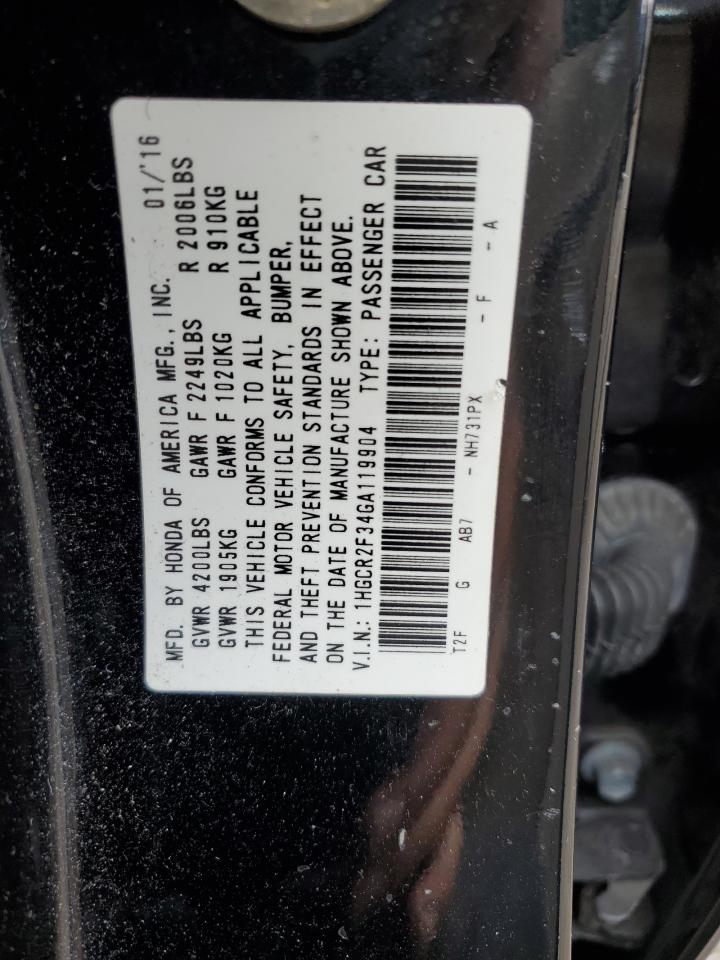 MFD. BY HONDA OF AMERICA MFG., INC. 01/'16
GVWR 4200LBS GAWR F 2249LBS R 2006LBS
GVWR 1905KG GAWR F 1020KG R 910KG
THIS VEHICLE CONFORMS TO ALL APPLICABLE
FEDERAL MOTOR VEHICLE SAFETY, BUMPER,
AND THEFT PREVENTION STANDARDS IN EFFECT
ON THE DATE OF MANUFACTURE SHOWN ABOVE.
V.I.N.: 1HGCR2F34GA119904 TYPE: PASSENGER CAR
T2F G AB7 - NH731PX - F - A